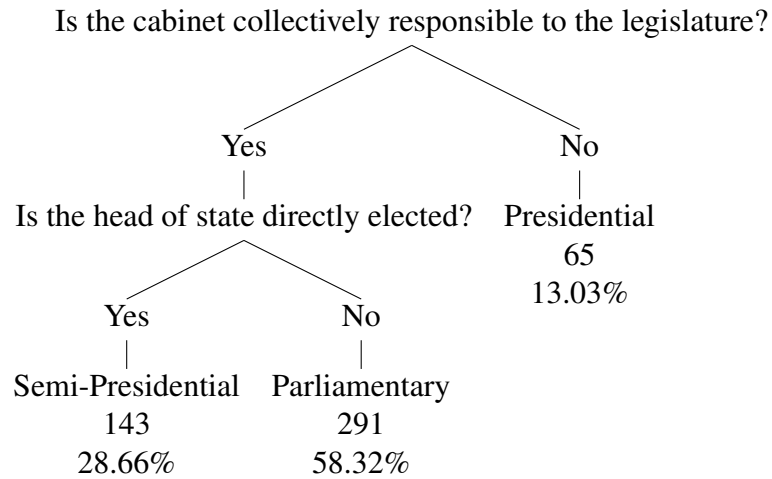 Is the cabinet collectively responsible to the legislature?
Yes
No
Is the head of state directly elected?
Presidential
65
13.03%
Yes
No
Semi-Presidential
143
28.66%
Parliamentary
291
58.32%